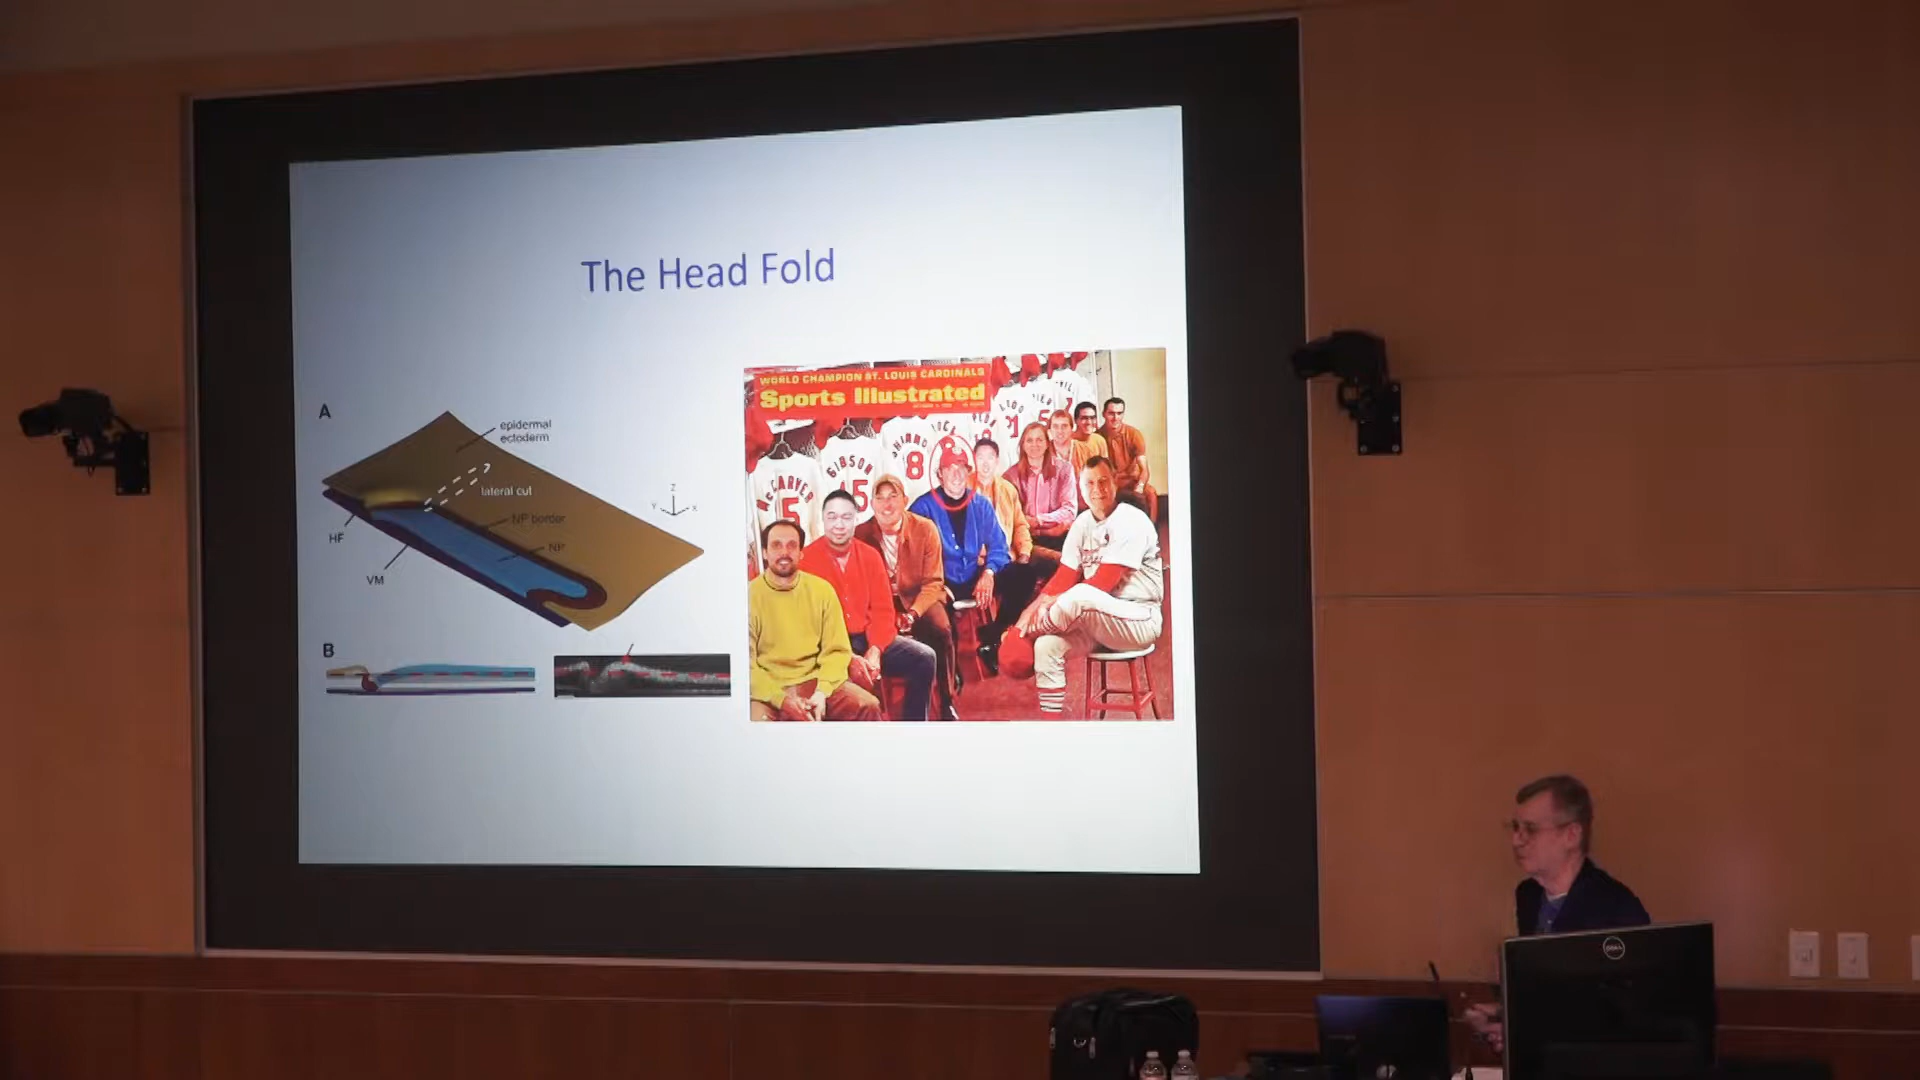 The Head Fold
A
epidermal
ectoderm
lateral cut
NP border
NP
HF
VM
Z
Y
X
B
WORLD CHAMPION ST. LOUIS CARDINALS
Sports Illustrated
McCARVER
5
GIBSON
45
SHANNON
8
DELL